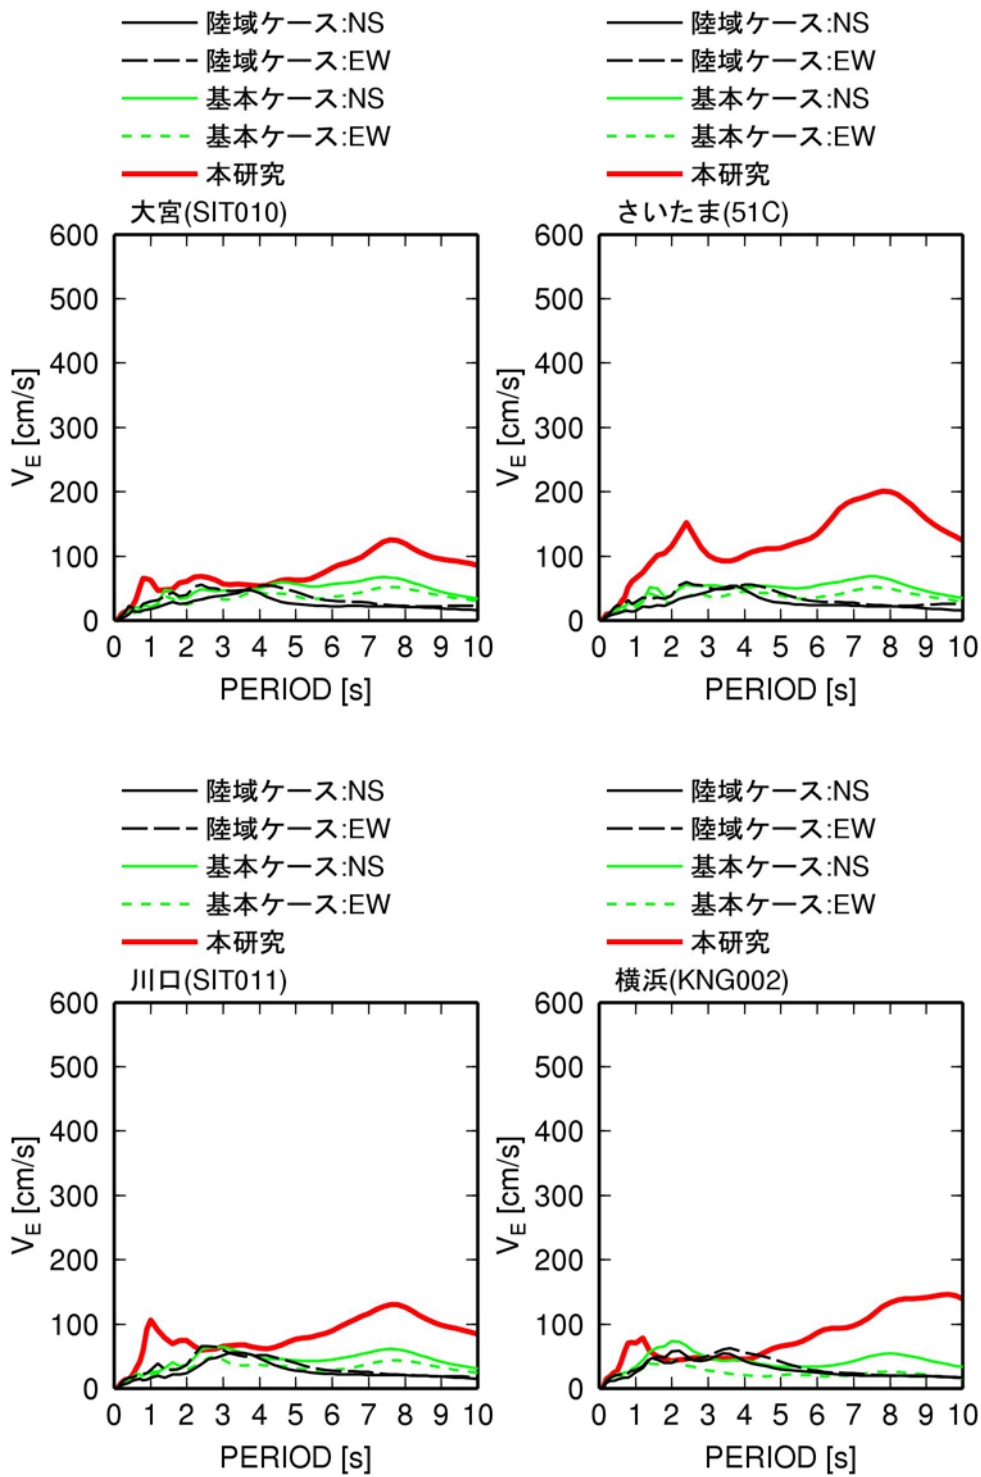 陸域ケース:NS
陸域ケース:EW
基本ケース:NS
基本ケース:EW
本研究
大宮(SIT010)
600
500
400
300
200
100
0
V_E [cm/s]
0 1 2 3 4 5 6 7 8 9 10
PERIOD [s]
陸域ケース:NS
陸域ケース:EW
基本ケース:NS
基本ケース:EW
本研究
さいたま(51C)
600
500
400
300
200
100
0
V_E [cm/s]
0 1 2 3 4 5 6 7 8 9 10
PERIOD [s]
陸域ケース:NS
陸域ケース:EW
基本ケース:NS
基本ケース:EW
本研究
川口(SIT011)
600
500
400
300
200
100
0
V_E [cm/s]
0 1 2 3 4 5 6 7 8 9 10
PERIOD [s]
陸域ケース:NS
陸域ケース:EW
基本ケース:NS
基本ケース:EW
本研究
横浜(KNG002)
600
500
400
300
200
100
0
V_E [cm/s]
0 1 2 3 4 5 6 7 8 9 10
PERIOD [s]